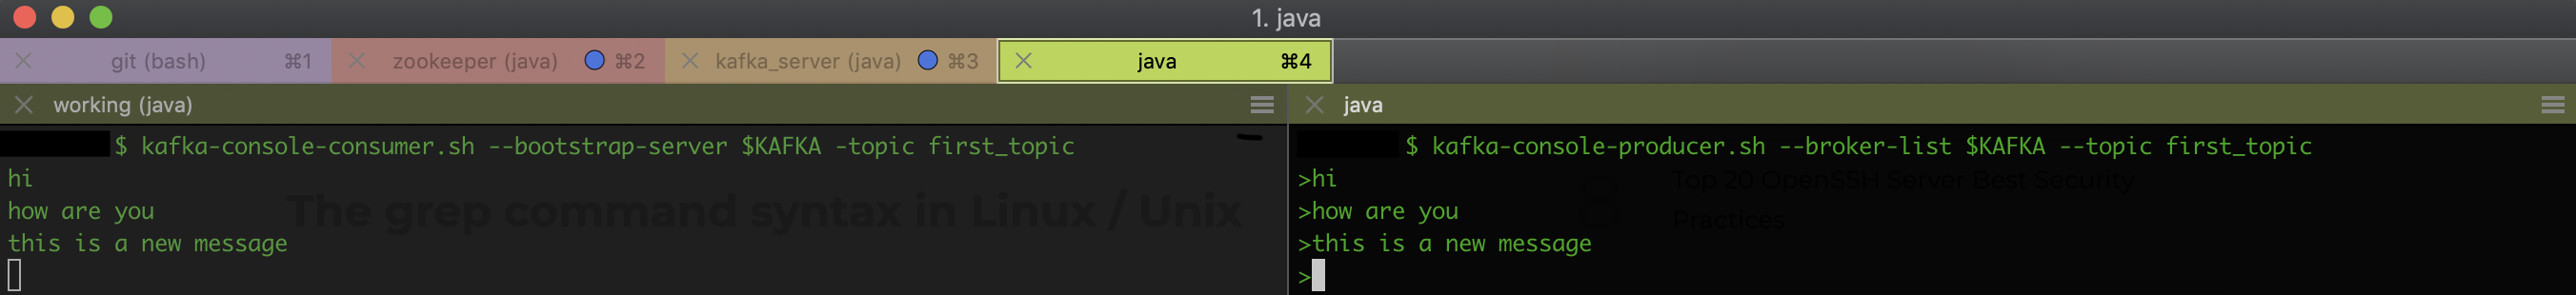 1. java
git (bash) ⌘1
zookeeper (java) ⌘2
kafka_server (java) ⌘3
java ⌘4
working (java)
$ kafka-console-consumer.sh --bootstrap-server $KAFKA -topic first_topic
hi
how are you
this is a new message
The grep command syntax in Linux / Unix
java
$ kafka-console-producer.sh --broker-list $KAFKA --topic first_topic
>hi
>how are you
>this is a new message
>
Top 20 OpenSSH Server Best Security
Practices